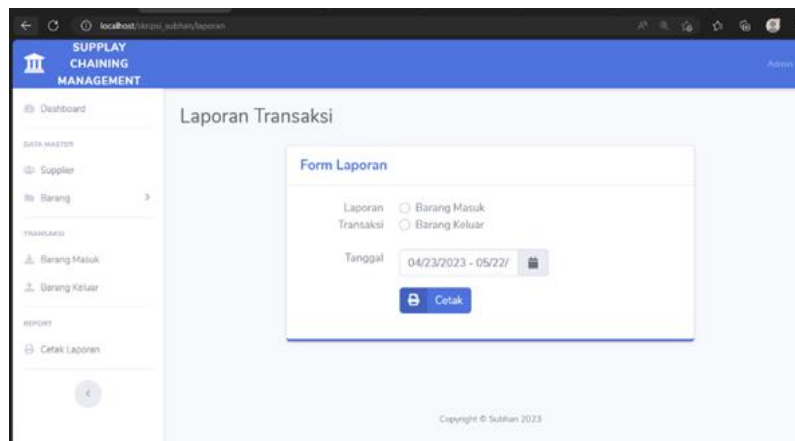 localhost/skripsi_subhan/laporan
SUPPLAY
CHAINING
MANAGEMENT
Admin
Dashboard
Laporan Transaksi
DATA MASTER
Form Laporan
Supplier
Barang
Laporan
Transaksi
Barang Masuk
Barang Keluar
TRANSAKSI
Barang Masuk
Tanggal
04/23/2023 - 05/22/
Barang Keluar
Cetak
REPORT
Cetak Laporan
Copyright © Subhan 2023